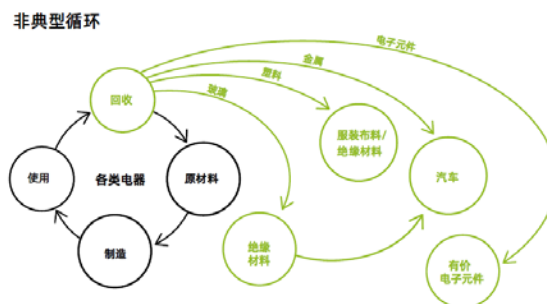 非典型循环
电子元件
金属
塑料
玻璃
回收
服装布料/
绝缘材料
使用
各类电器
原材料
汽车
制造
绝缘
材料
有价
电子元件